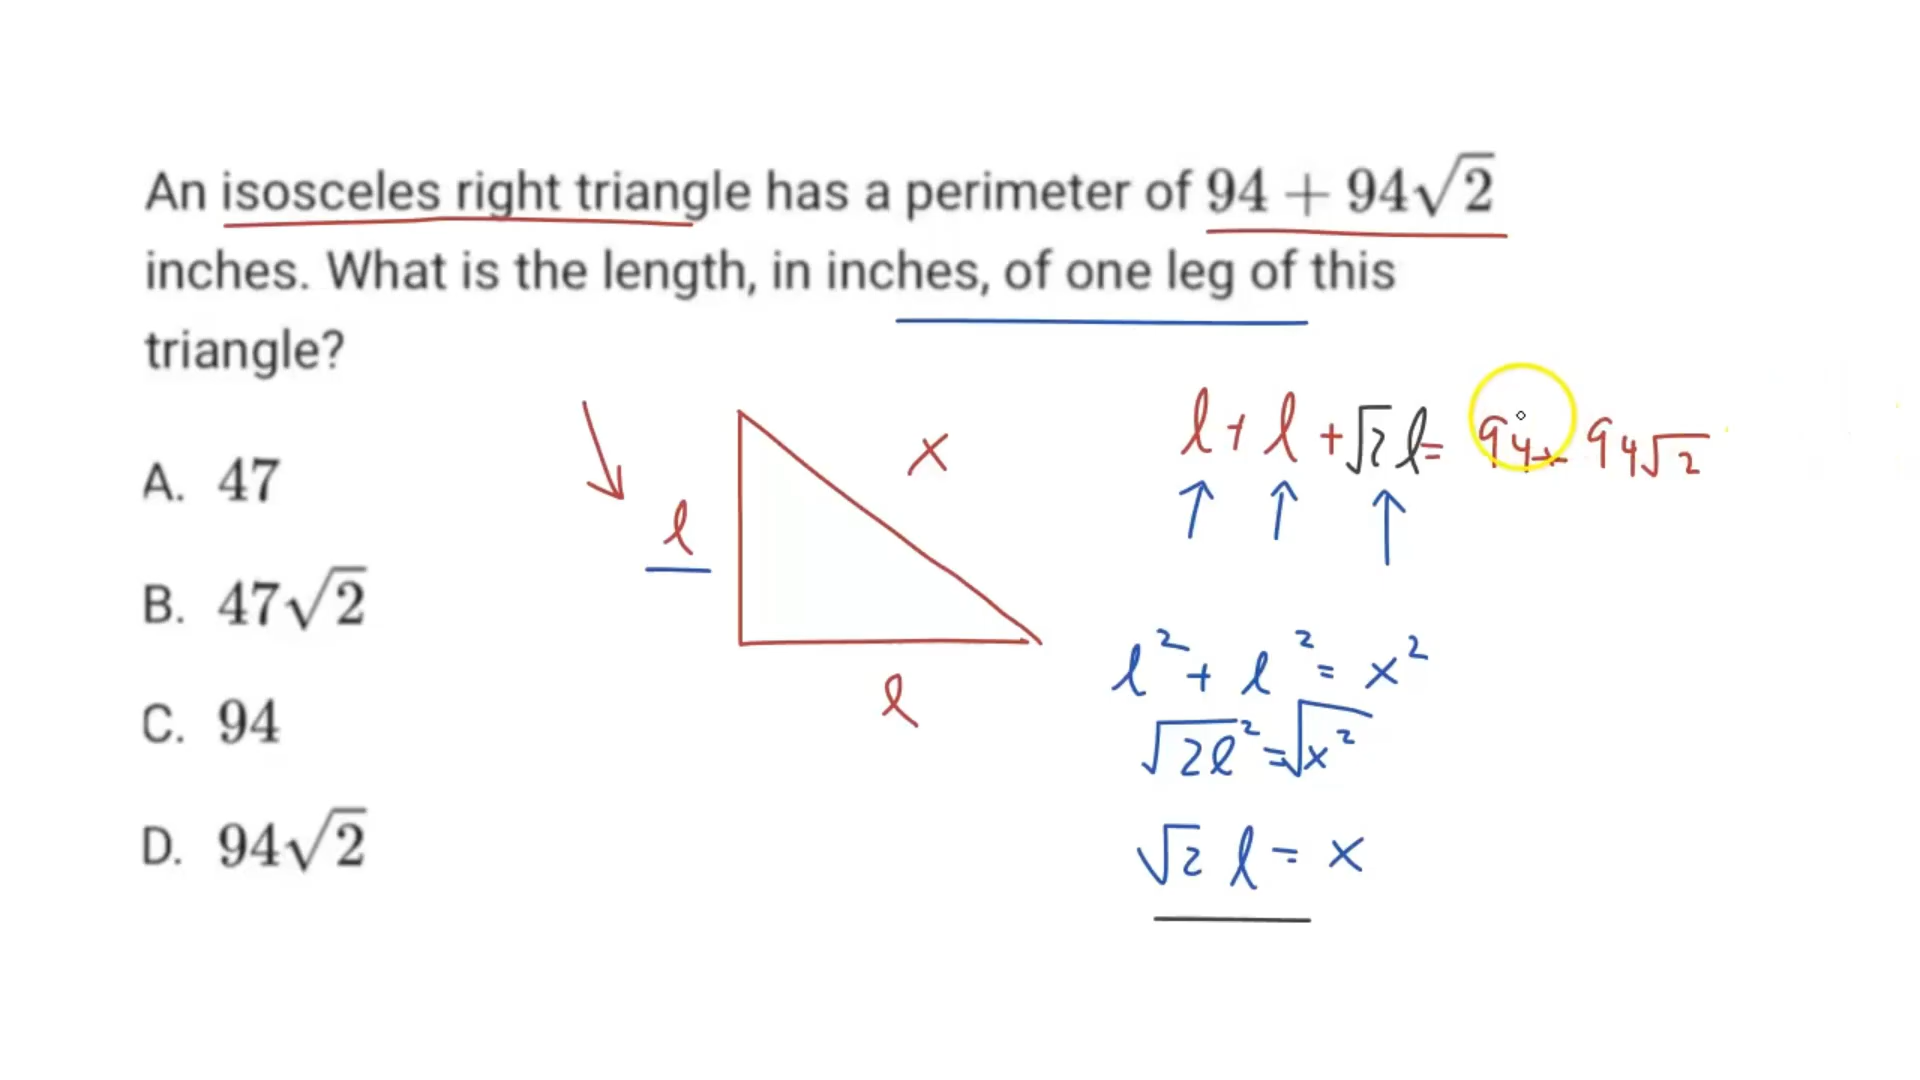 An isosceles right triangle has a perimeter of 94 + 94√2
inches. What is the length, in inches, of one leg of this
triangle?
A. 47
B. 47√2
C. 94
D. 94√2
x
l
l
l + l + √2 l = 94 + 94√2
l² + l² = x²
√2l² = √x²
√2 l = x